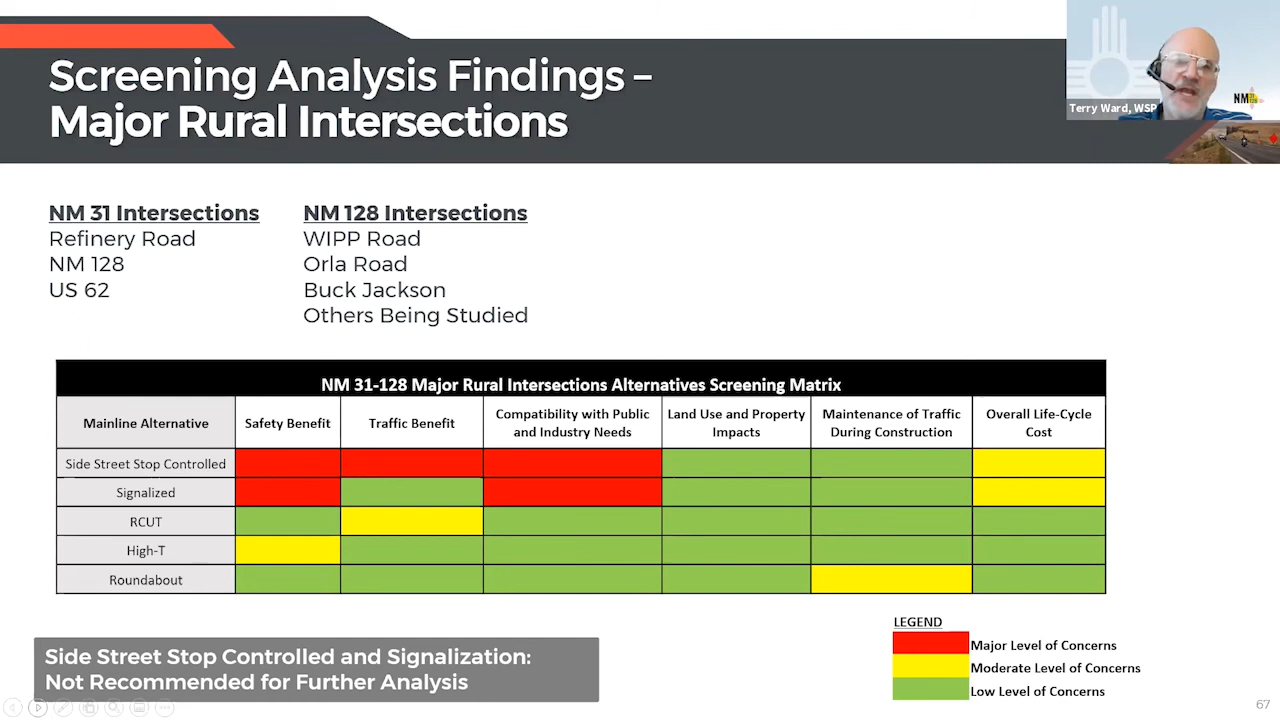 Screening Analysis Findings –
Major Rural Intersections
Terry Ward, WSP
NM 31
128
NM 31 Intersections
Refinery Road
NM 128
US 62
NM 128 Intersections
WIPP Road
Orla Road
Buck Jackson
Others Being Studied
NM 31-128 Major Rural Intersections Alternatives Screening Matrix
Mainline Alternative
Safety Benefit
Traffic Benefit
Compatibility with Public
and Industry Needs
Land Use and Property
Impacts
Maintenance of Traffic
During Construction
Overall Life-Cycle
Cost
Side Street Stop Controlled
Signalized
RCUT
High-T
Roundabout
LEGEND
Major Level of Concerns
Moderate Level of Concerns
Low Level of Concerns
Side Street Stop Controlled and Signalization:
Not Recommended for Further Analysis
67